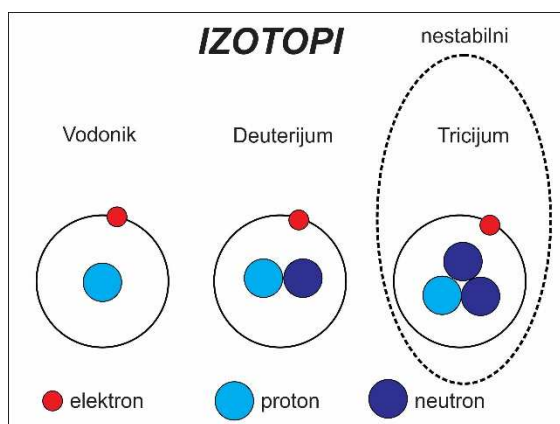 IZOTOPI
nestabilni
Vodonik
Deuterijum
Tricijum
elektron
proton
neutron